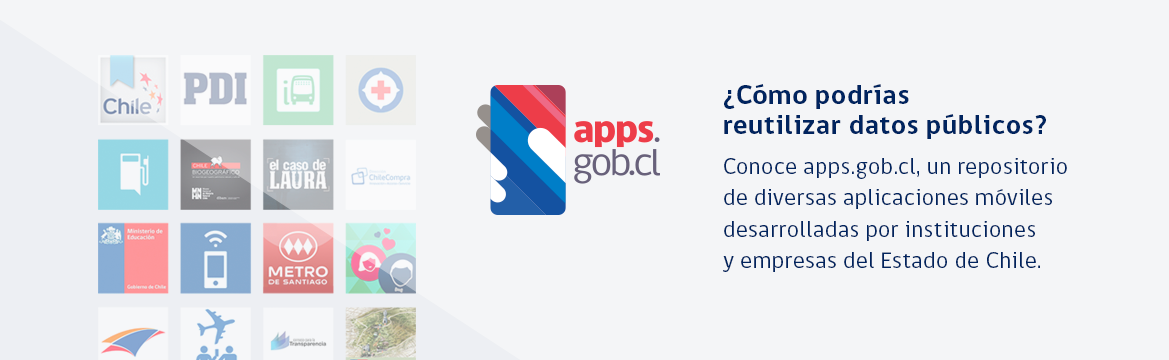 Chile
PDI
i
CHILE
BIODEGRADO
el caso de
LAURA
ChileCompra
Ministerio de
Educación
Gobierno de Chile
METRO
DE SANTIAGO
Transparencia
apps.
gob.cl
¿Cómo podrías
reutilizar datos públicos?
Conoce apps.gob.cl, un repositorio
de diversas aplicaciones móviles
desarrolladas por instituciones
y empresas del Estado de Chile.